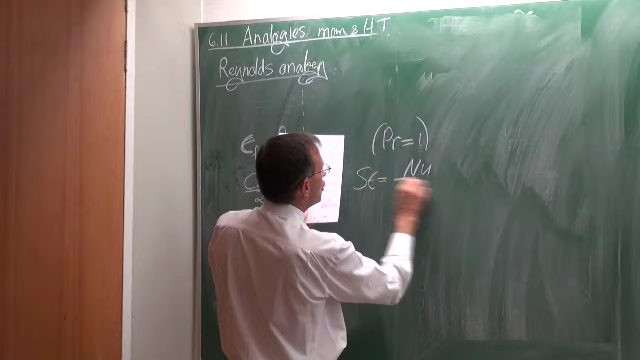 6.11 Analogies mom & HT.
Reynolds analogy
(Pr=1)
St = Nu